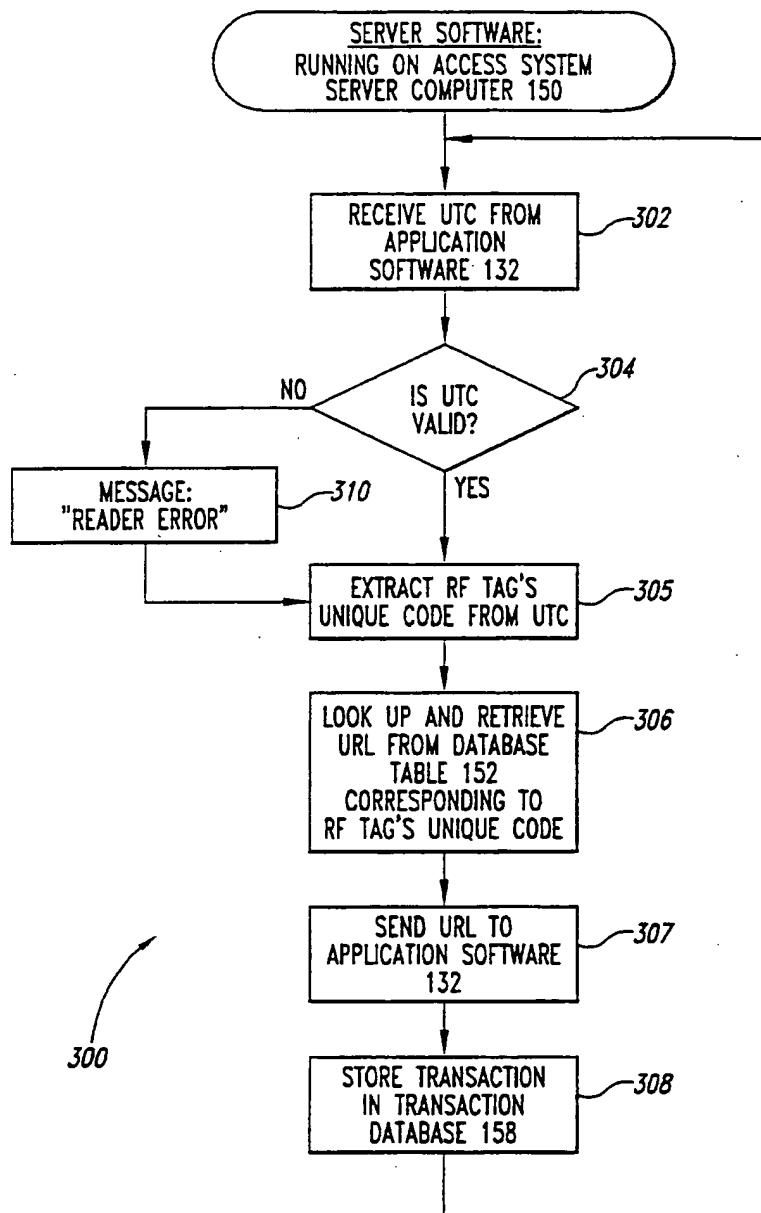 SERVER SOFTWARE:
RUNNING ON ACCESS SYSTEM
SERVER COMPUTER 150
RECEIVE UTC FROM
APPLICATION
SOFTWARE 132
302
IS UTC
VALID?
304
NO
YES
MESSAGE:
"READER ERROR"
310
EXTRACT RF TAG'S
UNIQUE CODE FROM UTC
305
LOOK UP AND RETRIEVE
URL FROM DATABASE
TABLE 152
CORRESPONDING TO
RF TAG'S UNIQUE CODE
306
SEND URL TO
APPLICATION SOFTWARE
132
307
STORE TRANSACTION
IN TRANSACTION
DATABASE 158
308
300